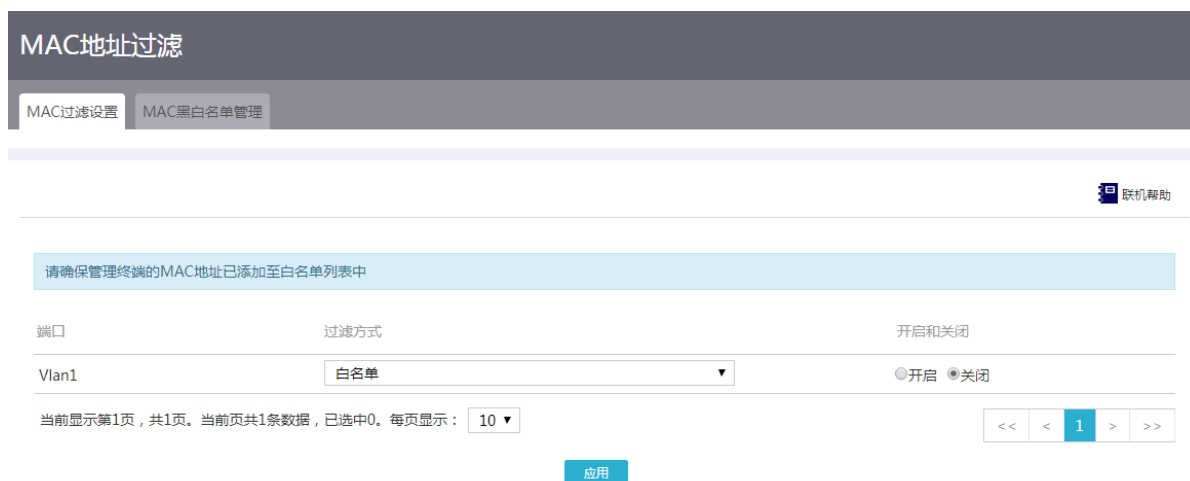 MAC地址过滤
MAC过滤设置 MAC黑白名单管理
联机帮助
请确保管理终端的MAC地址已添加至白名单列表中
端口 过滤方式 开启和关闭
Vlan1 白名单 开启 关闭
当前显示第1页，共1页。当前页共1条数据，已选中0。每页显示： 10 << < 1 > >>
应用